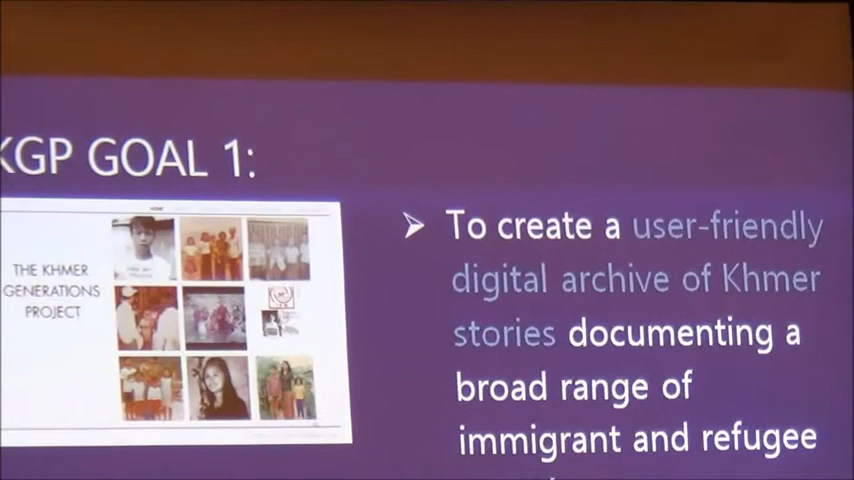 KGP GOAL 1:
THE KHMER
GENERATIONS
PROJECT
To create a user-friendly
digital archive of Khmer
stories documenting a
broad range of
immigrant and refugee